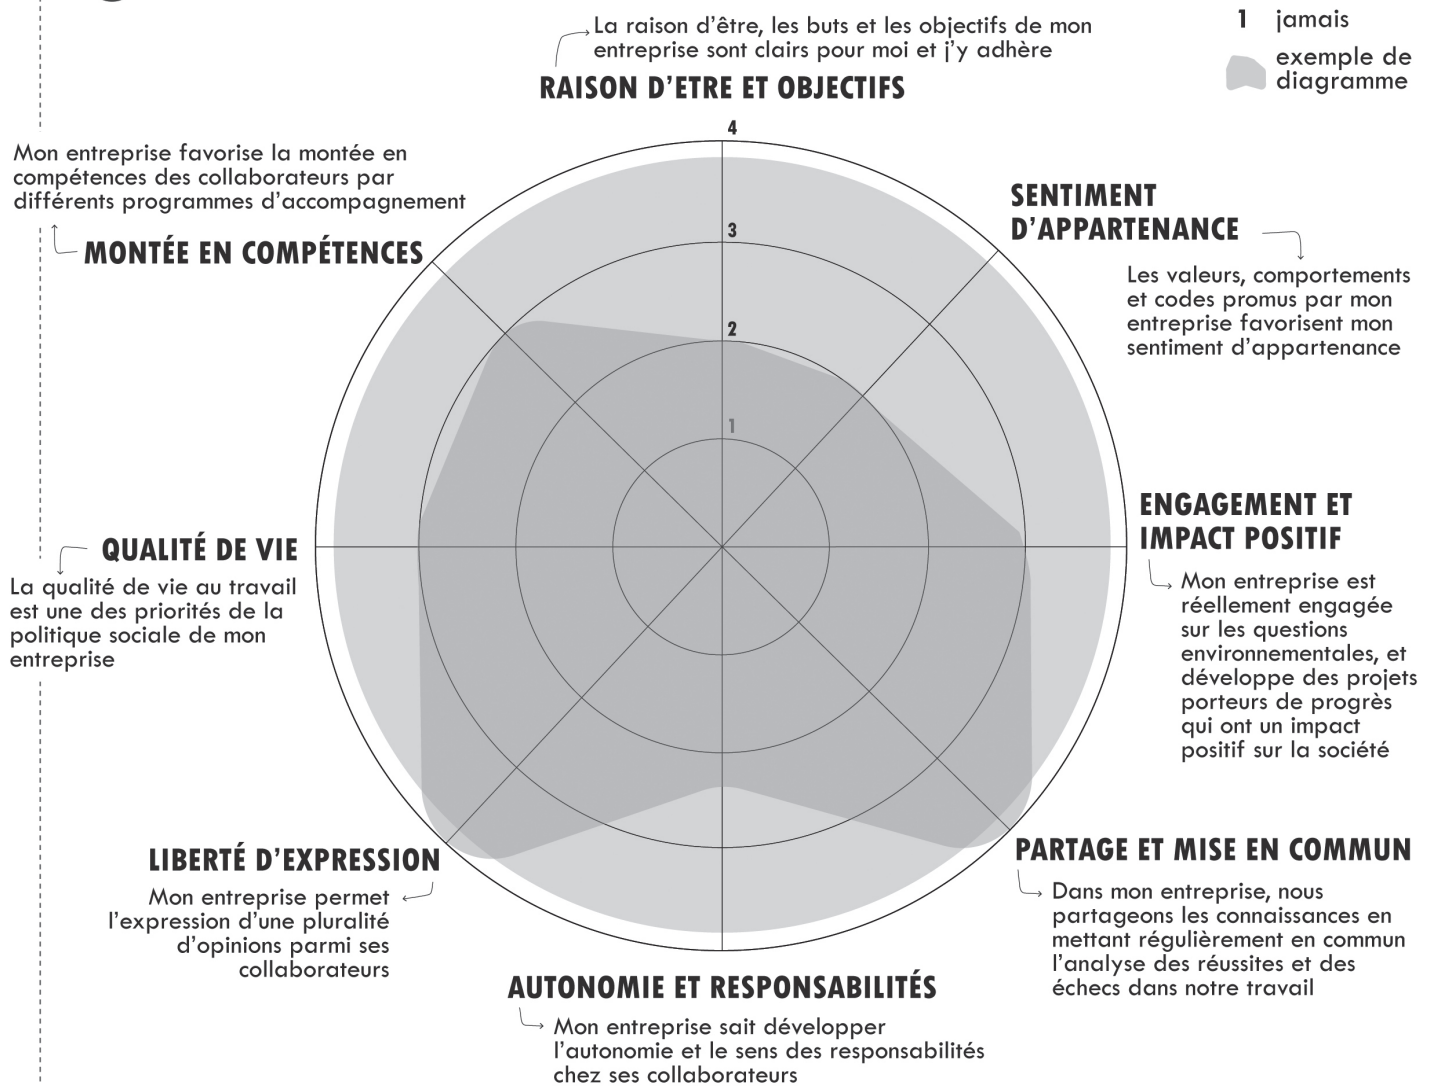 La raison d'être, les buts et les objectifs de mon
entreprise sont clairs pour moi et j'y adhère
RAISON D'ETRE ET OBJECTIFS
1 jamais
exemple de
diagramme
4
3
2
1
Mon entreprise favorise la montée en
compétences des collaborateurs par
différents programmes d'accompagnement
MONTÉE EN COMPÉTENCES
SENTIMENT
D'APPARTENANCE
Les valeurs, comportements
et codes promus par mon
entreprise favorisent mon
sentiment d'appartenance
ENGAGEMENT ET
IMPACT POSITIF
Mon entreprise est
réellement engagée
sur les questions
environnementales, et
développe des projets
porteurs de progrès
qui ont un impact
positif sur la société
QUALITÉ DE VIE
La qualité de vie au travail
est une des priorités de la
politique sociale de mon
entreprise
LIBERTÉ D'EXPRESSION
Mon entreprise permet
l'expression d'une pluralité
d'opinions parmi ses
collaborateurs
PARTAGE ET MISE EN COMMUN
Dans mon entreprise, nous
partageons les connaissances en
mettant régulièrement en commun
l'analyse des réussites et des
échecs dans notre travail
AUTONOMIE ET RESPONSABILITÉS
Mon entreprise sait développer
l'autonomie et le sens des responsabilités
chez ses collaborateurs